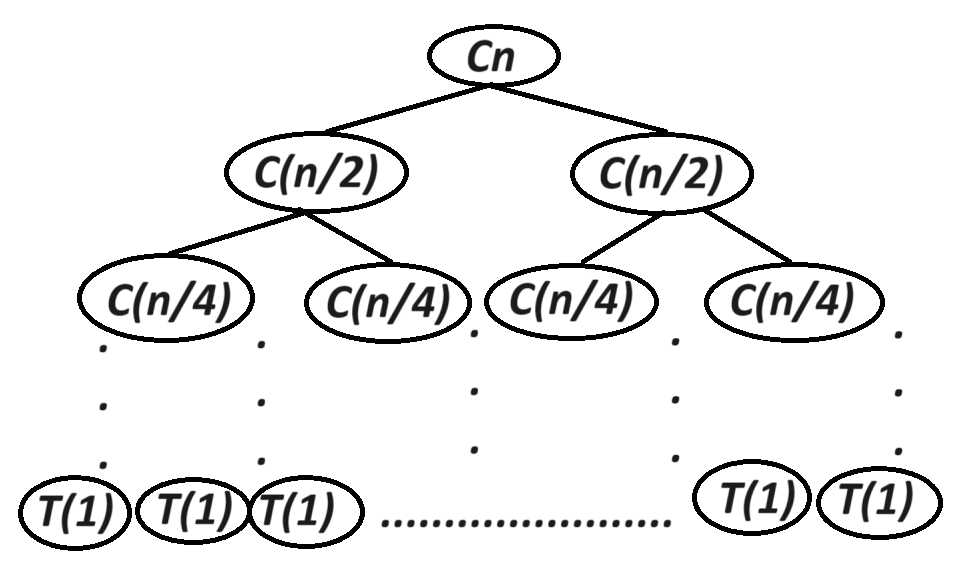 Cn
C(n/2) C(n/2)
C(n/4) C(n/4) C(n/4) C(n/4)
. . . . .
. . . . .
. . . . .
T(1) T(1) T(1) ........................ T(1) T(1)